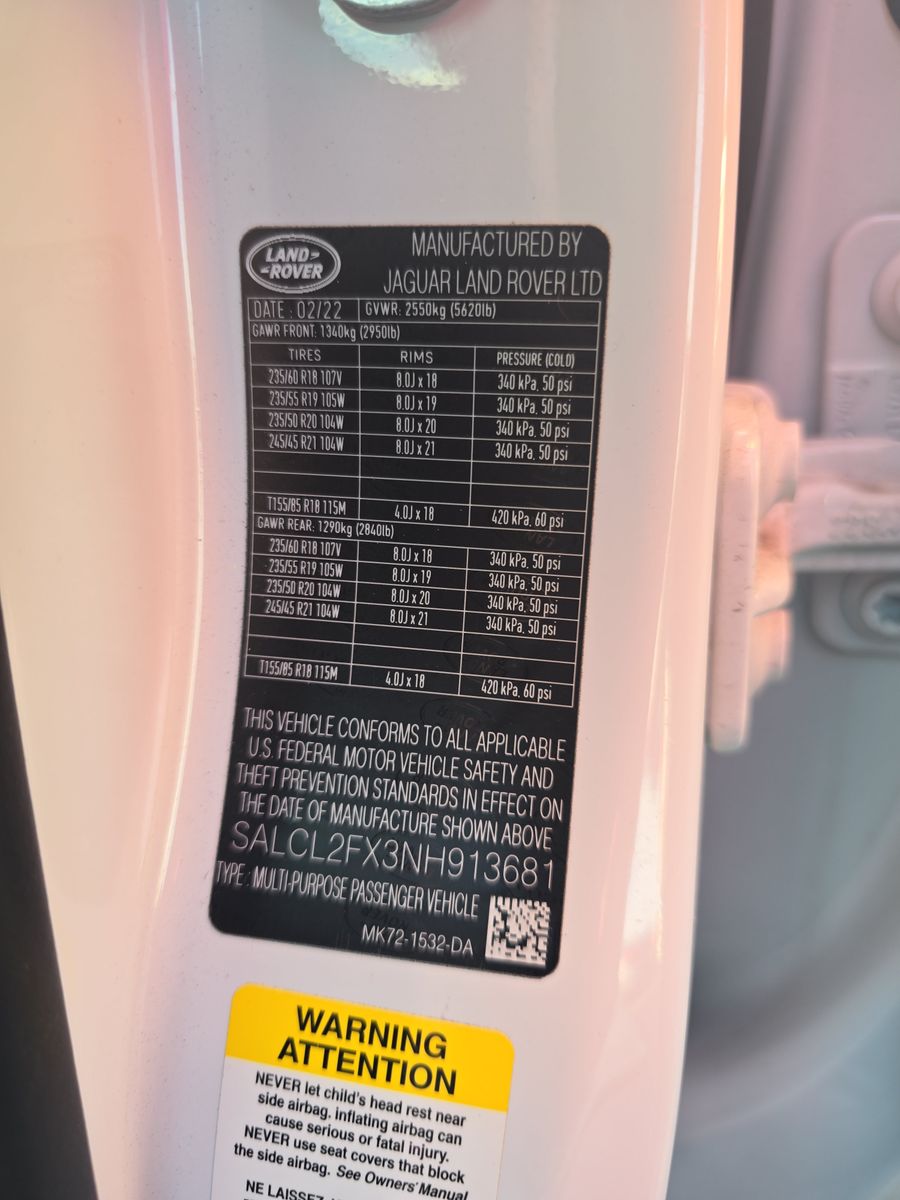 LAND-
-ROVER
MANUFACTURED BY
JAGUAR LAND ROVER LTD
DATE : 02/22 GVWR: 2550kg (5620lb)
GAWR FRONT: 1340kg (2950lb)
TIRES RIMS PRESSURE (COLD)
235/60 R18 107V 8.0J x 18 340 kPa, 50 psi
235/55 R19 105W 8.0J x 19 340 kPa, 50 psi
235/50 R20 104W 8.0J x 20 340 kPa, 50 psi
245/45 R21 104W 8.0J x 21 340 kPa, 50 psi
T155/85 R18 115M 4.0J x 18 420 kPa, 60 psi
GAWR REAR: 1290kg (2840lb)
235/60 R18 107V 8.0J x 18 340 kPa, 50 psi
235/55 R19 105W 8.0J x 19 340 kPa, 50 psi
235/50 R20 104W 8.0J x 20 340 kPa, 50 psi
245/45 R21 104W 8.0J x 21 340 kPa, 50 psi
T155/85 R18 115M 4.0J x 18 420 kPa, 60 psi
THIS VEHICLE CONFORMS TO ALL APPLICABLE
U.S. FEDERAL MOTOR VEHICLE SAFETY AND
THEFT PREVENTION STANDARDS IN EFFECT ON
THE DATE OF MANUFACTURE SHOWN ABOVE
SALCL2FX3NH913681
TYPE : MULTI-PURPOSE PASSENGER VEHICLE
MK72-1532-DA
WARNING
ATTENTION
NEVER let child's head rest near
side airbag, inflating airbag can
cause serious or fatal injury.
NEVER use seat covers that block
the side airbag. See Owners' Manual
NE LAISSEZ